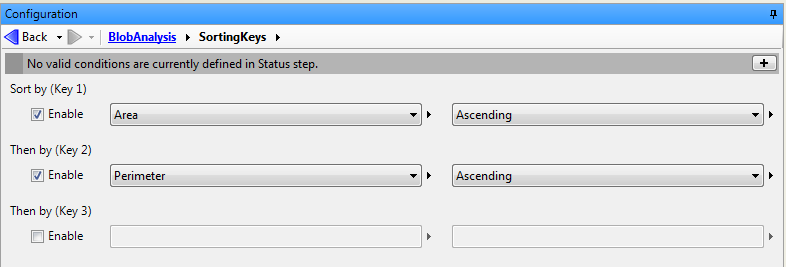 Configuration
Back BlobAnalysis SortingKeys
No valid conditions are currently defined in Status step.
Sort by (Key 1)
Enable Area Ascending
Then by (Key 2)
Enable Perimeter Ascending
Then by (Key 3)
Enable